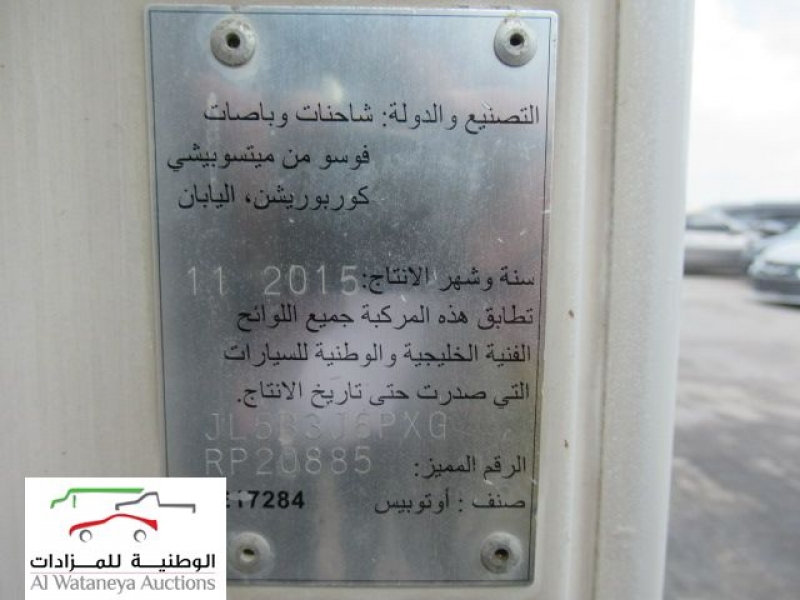 التصنيع والدولة: شاحنات وباصات
فوسو من ميتسوبيشي
كوربوريشن، اليابان
سنة وشهر الانتاج: 2015 11
تطابق هذه المركبة جميع اللوائح
الفنية الخليجية والوطنية للسيارات
التي صدرت حتى تاريخ الانتاج.
JL5B3J6PXG
الرقم المميز: RP20885
صنف : أوتوبيس 17284
الوطنية للمزادات
Al Wataneya Auctions